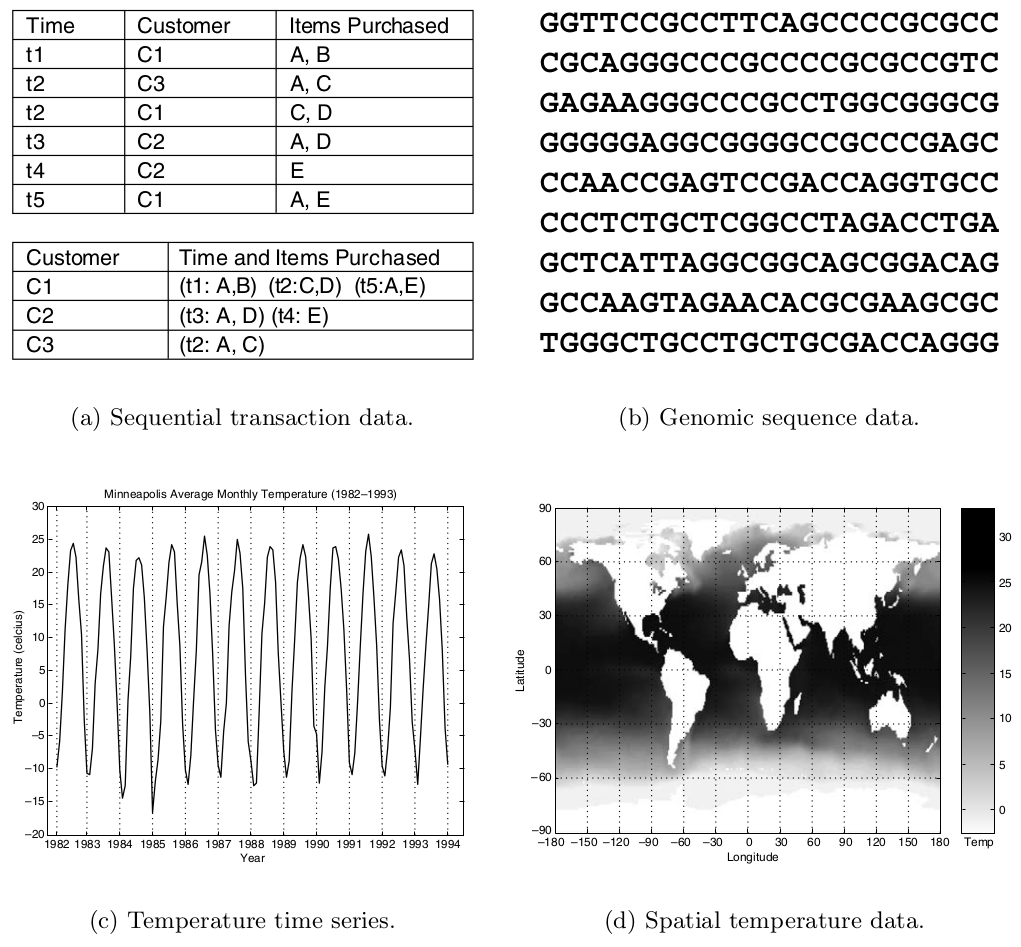 Time Customer Items Purchased
t1 C1 A, B
t2 C3 A, C
t2 C1 C, D
t3 C2 A, D
t4 C2 E
t5 C1 A, E
Customer Time and Items Purchased
C1 (t1: A,B) (t2:C,D) (t5:A,E)
C2 (t3: A, D) (t4: E)
C3 (t2: A, C)
(a) Sequential transaction data.
GGTTCCGCCTTCAGCCCCGCGCC
CGCAGGGCCCGCCCCGCGCCGTC
GAGAAGGGCCCGCCTGGCGGGCG
GGGGGAGGCGGGGCCGCCCGAGC
CCAACCGAGTCCGACCAGGTGCC
CCCTCTGCTCGGCCTAGACCTGA
GCTCATTAGGCGGCAGCGGACAG
GCCAAGTAGAACACGCGAAGCGC
TGGGCTGCCTGCTGCGACCAGGG
(b) Genomic sequence data.
Minneapolis Average Monthly Temperature (1982–1993)
30
25
20
15
10
5
0
−5
−10
−15
−20
Temperature (celcius)
1982 1983 1984 1985 1986 1987 1988 1989 1990 1991 1992 1993 1994
Year
(c) Temperature time series.
90
60
30
0
−30
−60
−90
Latitude
−180 −150 −120 −90 −60 −30 0 30 60 90 120 150 180
Longitude
30
25
20
10
10
5
0
Temp
(d) Spatial temperature data.